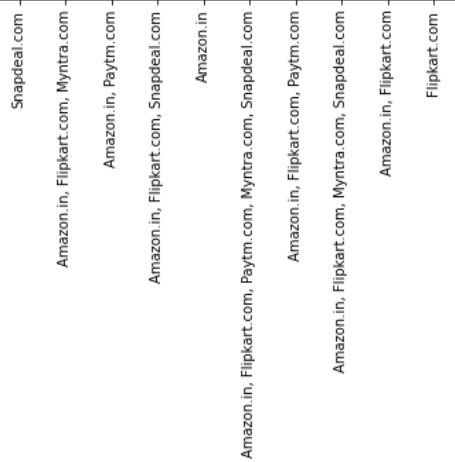 Snapdeal.com
Amazon.in, Flipkart.com, Myntra.com
Amazon.in, Paytm.com
Amazon.in, Flipkart.com, Snapdeal.com
Amazon.in
Amazon.in, Flipkart.com, Paytm.com, Myntra.com, Snapdeal.com
Amazon.in, Flipkart.com, Paytm.com
Amazon.in, Flipkart.com, Myntra.com, Snapdeal.com
Amazon.in, Flipkart.com
Flipkart.com